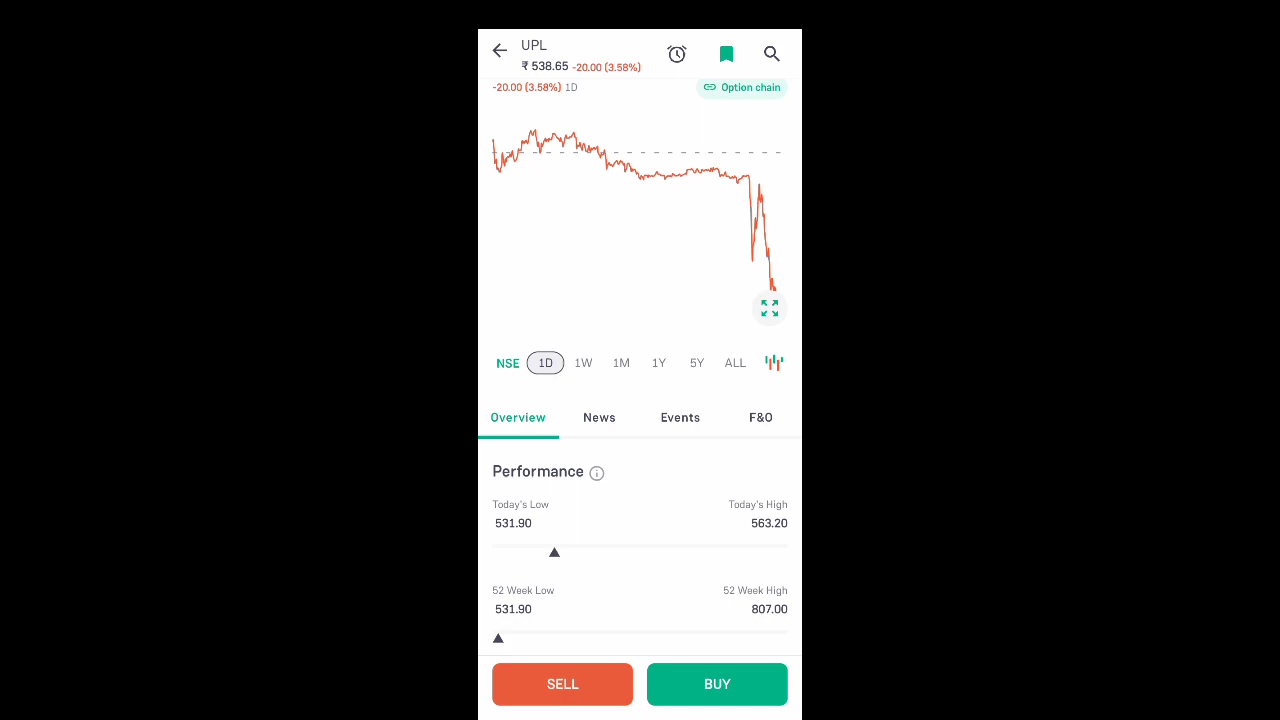 UPL
₹ 538.65 -20.00 (3.58%)
-20.00 (3.58%) 1D
Option chain
NSE 1D 1W 1M 1Y 5Y ALL
Overview News Events F&O
Performance
Today's Low Today's High
531.90 563.20
52 Week Low 52 Week High
531.90 807.00
SELL BUY